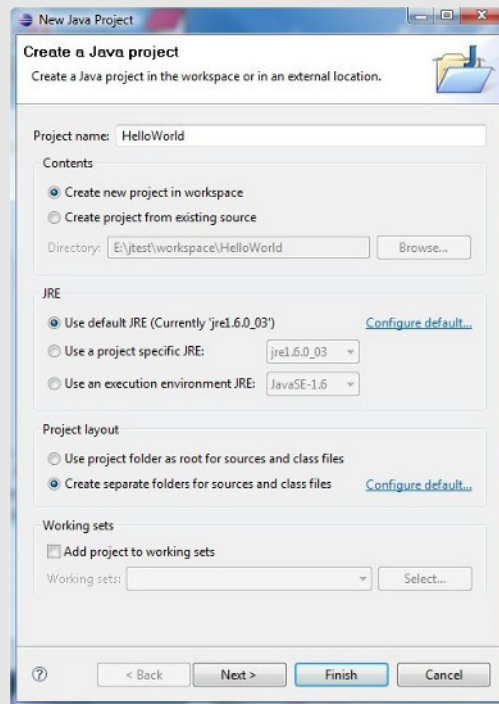 New Java Project
Create a Java project
Create a Java project in the workspace or in an external location.
Project name: HelloWorld
Contents
Create new project in workspace
Create project from existing source
Directory: E:\jtest\workspace\HelloWorld Browse...
JRE
Use default JRE (Currently 'jre1.6.0_03') Configure default...
Use a project specific JRE: jre1.6.0_03
Use an execution environment JRE: JavaSE-1.6
Project layout
Use project folder as root for sources and class files
Create separate folders for sources and class files Configure default...
Working sets
Add project to working sets
Working sets: Select...
? < Back Next > Finish Cancel